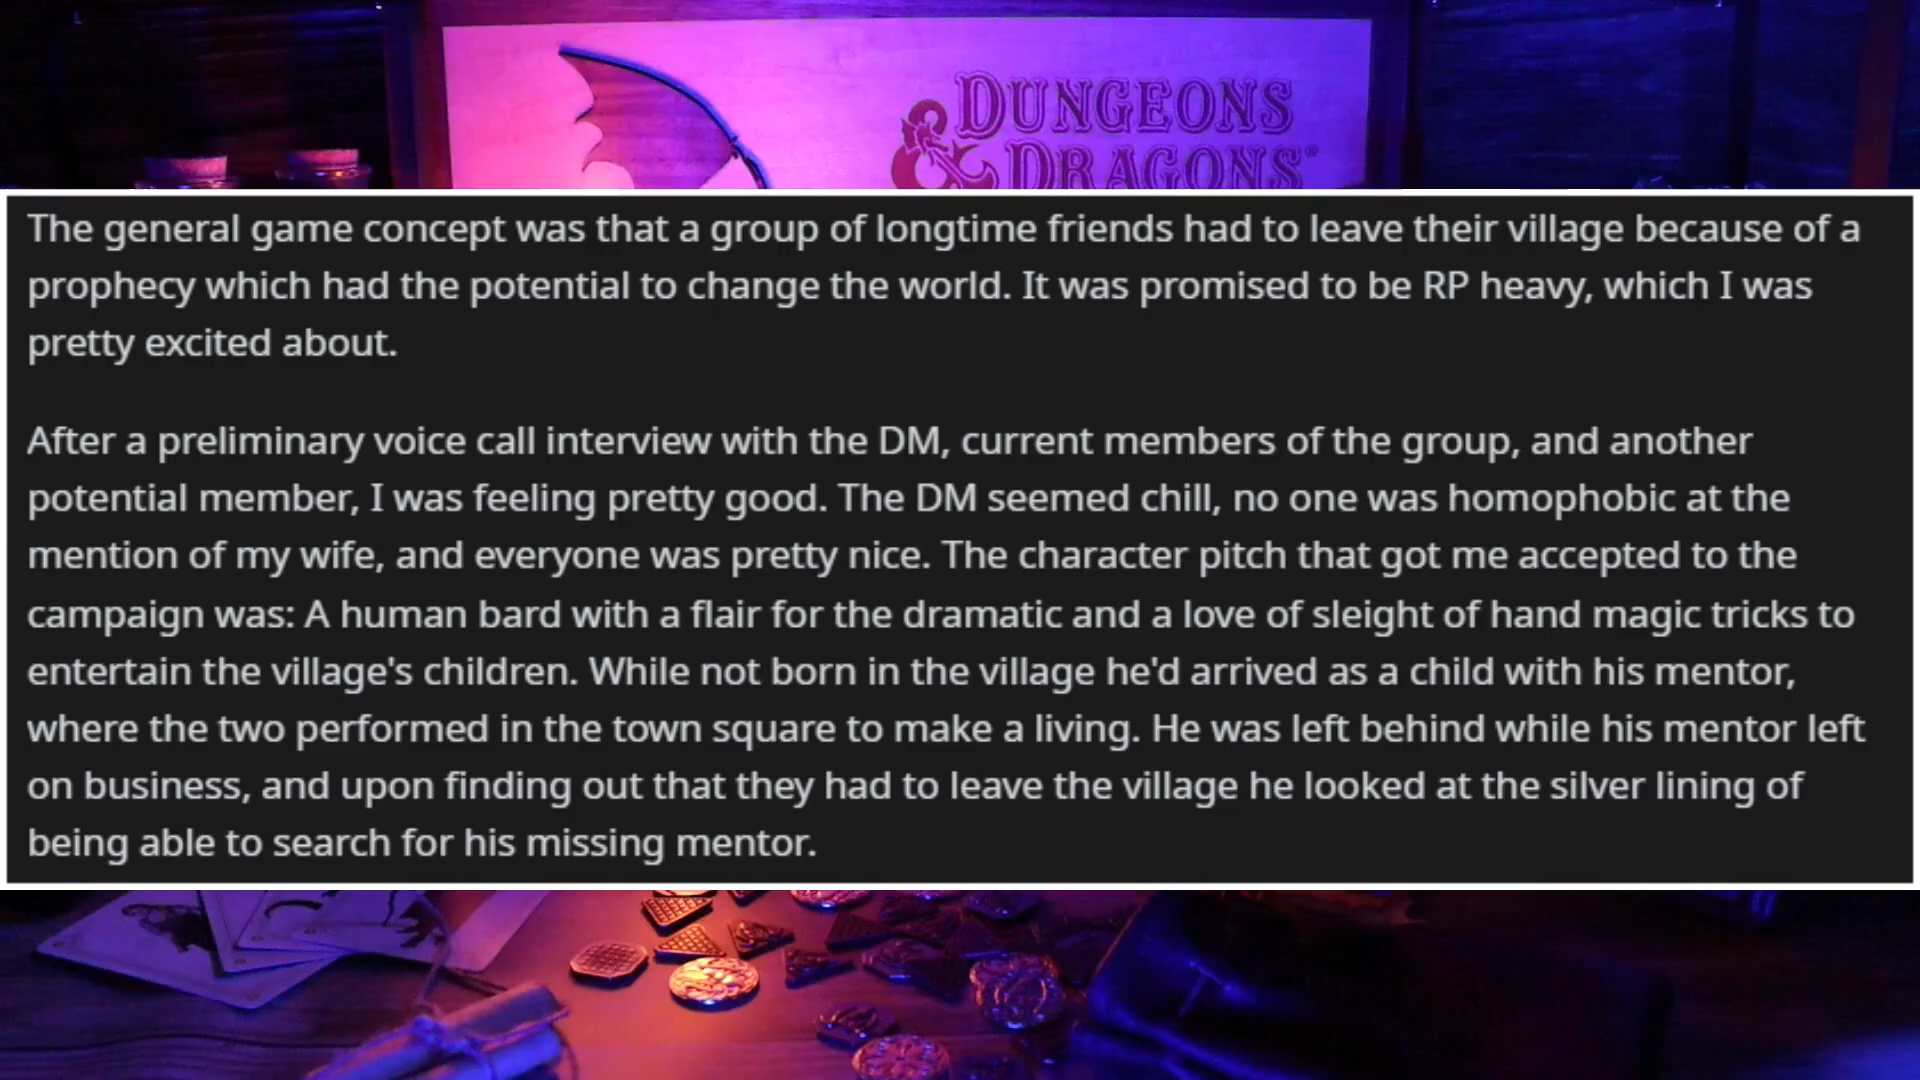 DUNGEONS
& DRAGONS®
The general game concept was that a group of longtime friends had to leave their village because of a
prophecy which had the potential to change the world. It was promised to be RP heavy, which I was
pretty excited about.
After a preliminary voice call interview with the DM, current members of the group, and another
potential member, I was feeling pretty good. The DM seemed chill, no one was homophobic at the
mention of my wife, and everyone was pretty nice. The character pitch that got me accepted to the
campaign was: A human bard with a flair for the dramatic and a love of sleight of hand magic tricks to
entertain the village's children. While not born in the village he'd arrived as a child with his mentor,
where the two performed in the town square to make a living. He was left behind while his mentor left
on business, and upon finding out that they had to leave the village he looked at the silver lining of
being able to search for his missing mentor.